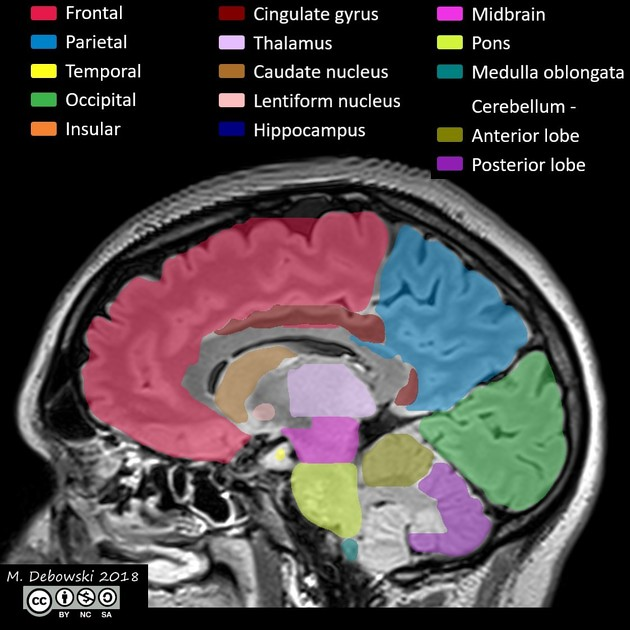 Frontal
Parietal
Temporal
Occipital
Insular
Cingulate gyrus
Thalamus
Caudate nucleus
Lentiform nucleus
Hippocampus
Midbrain
Pons
Medulla oblongata
Cerebellum -
Anterior lobe
Posterior lobe
M. Debowski 2018
cc
BY NC SA